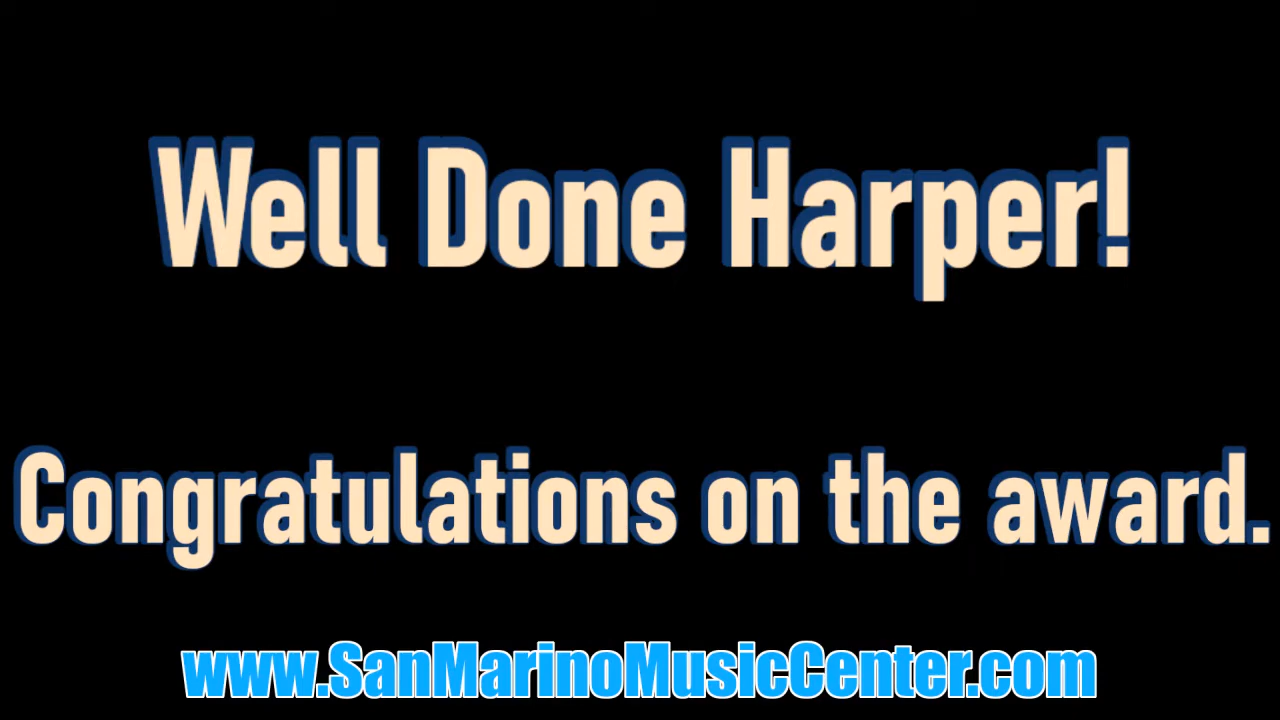 Well Done Harper!
Congratulations on the award.
www.SanMarinoMusicCenter.com